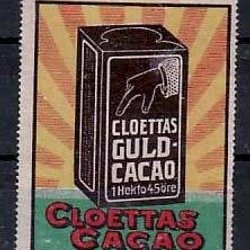 CLOETTAS
GULD-
CACAO
1 Hekto 45 öre
CLOETTAS
CACAO